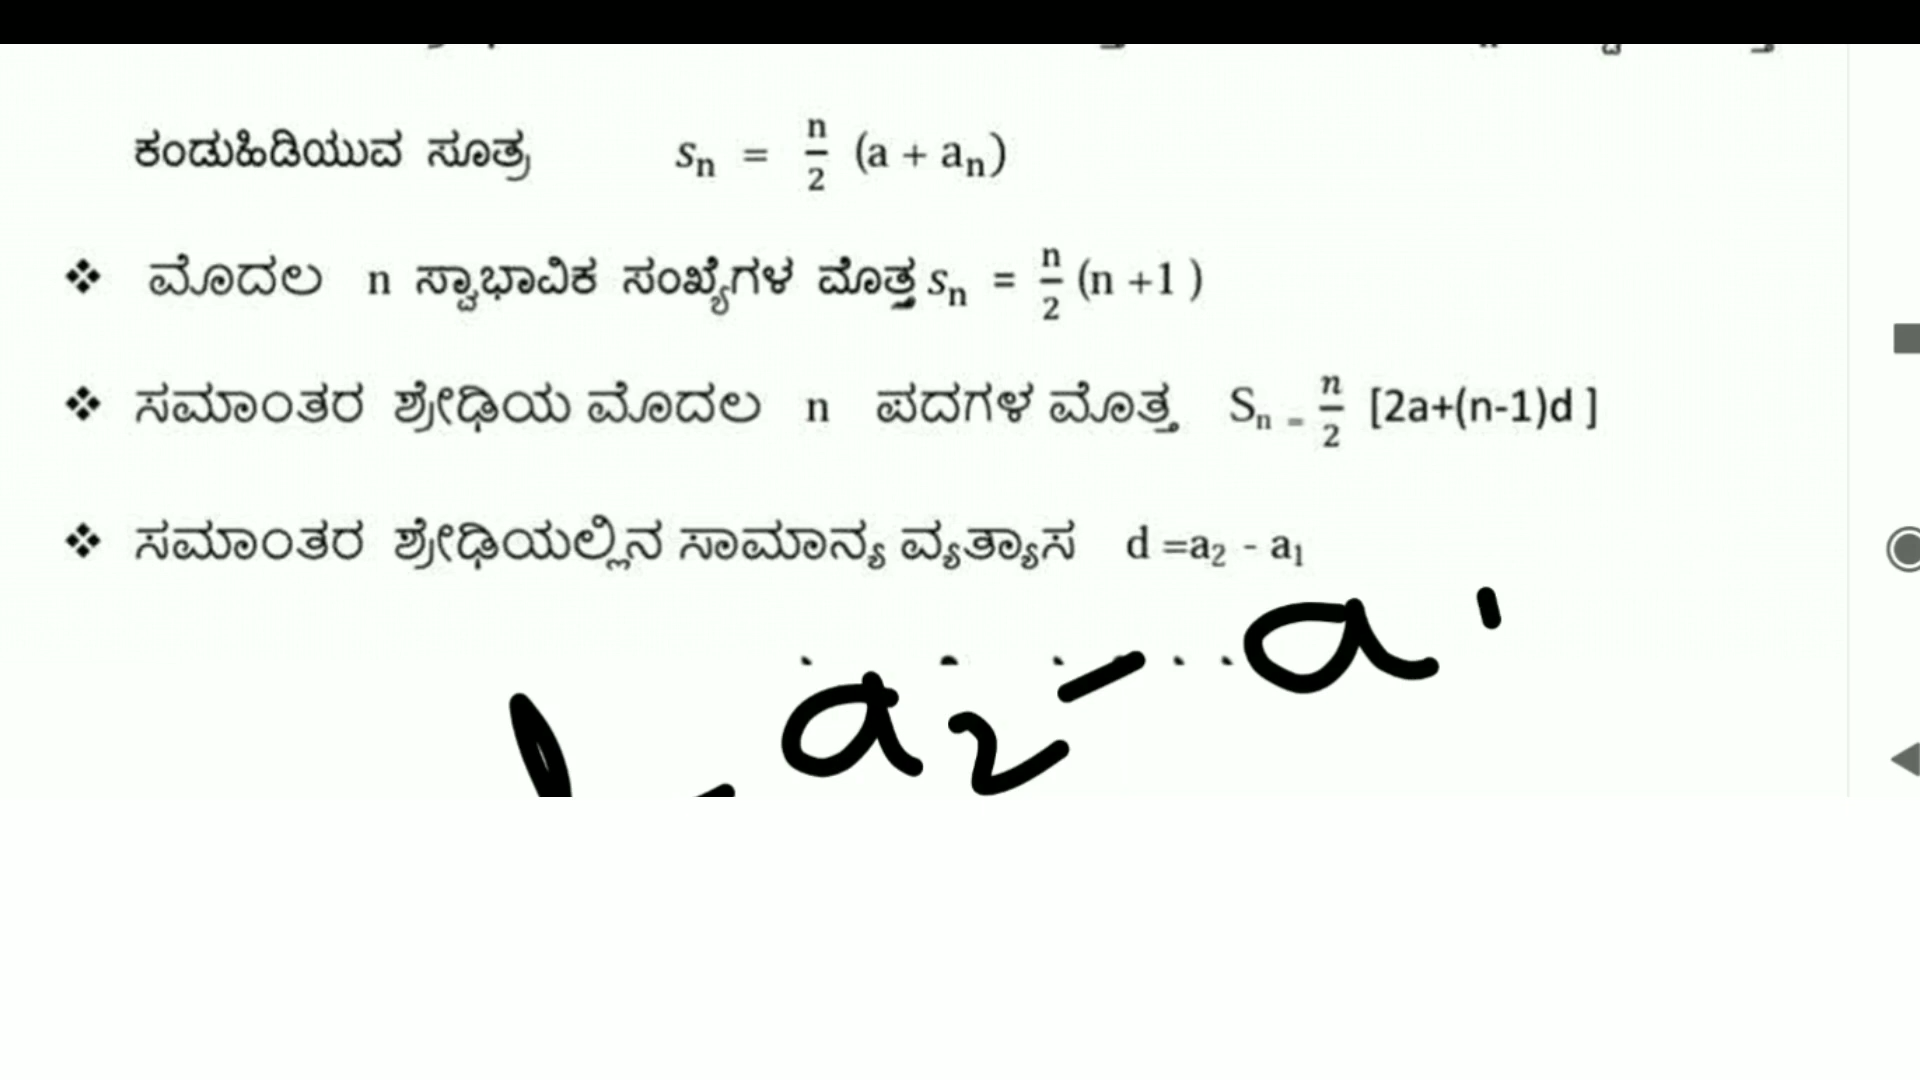 ಕಂಡುಹಿಡಿಯುವ ಸೂತ್ರ sₙ = n/2 (a + aₙ)
❖ ಮೊದಲ n ಸ್ವಾಭಾವಿಕ ಸಂಖ್ಯೆಗಳ ಮೊತ್ತ sₙ = n/2 (n +1 )
❖ ಸಮಾಂತರ ಶ್ರೇಢಿಯ ಮೊದಲ n ಪದಗಳ ಮೊತ್ತ Sₙ = n/2 [2a+(n-1)d ]
❖ ಸಮಾಂತರ ಶ್ರೇಢಿಯಲ್ಲಿನ ಸಾಮಾನ್ಯ ವ್ಯತ್ಯಾಸ d =a₂ - a₁
a₂ - a